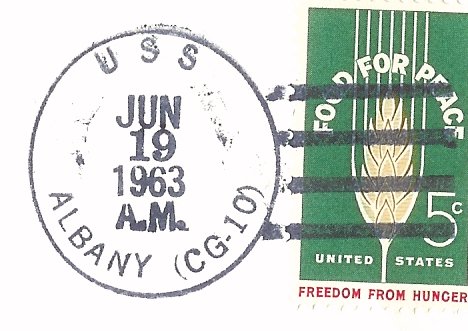 USS
JUN
19
1963
A.M.
ALBANY (CG-10)
FOOD FOR PEACE
5c
UNITED STATES
FREEDOM FROM HUNGER